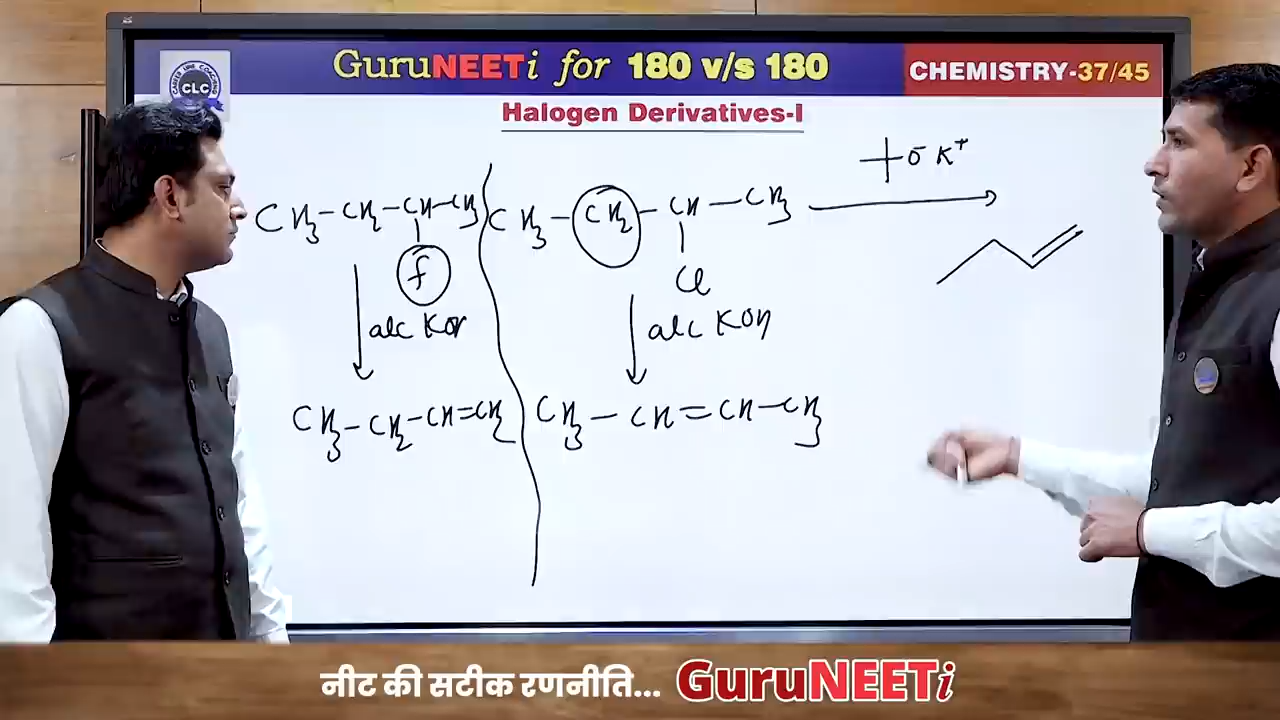 GuruNEETi for 180 v/s 180
CHEMISTRY-37/45
CLC
Halogen Derivatives-I
CH3-CH2-CH-CH3
f
alc KOH
CH3-CH2-CH=CH2
CH3-CH2-CH-CH3
Cl
alc KOH
CH3-CH=CH-CH3
O- K+
नीट की सटीक रणनीति... GuruNEETi